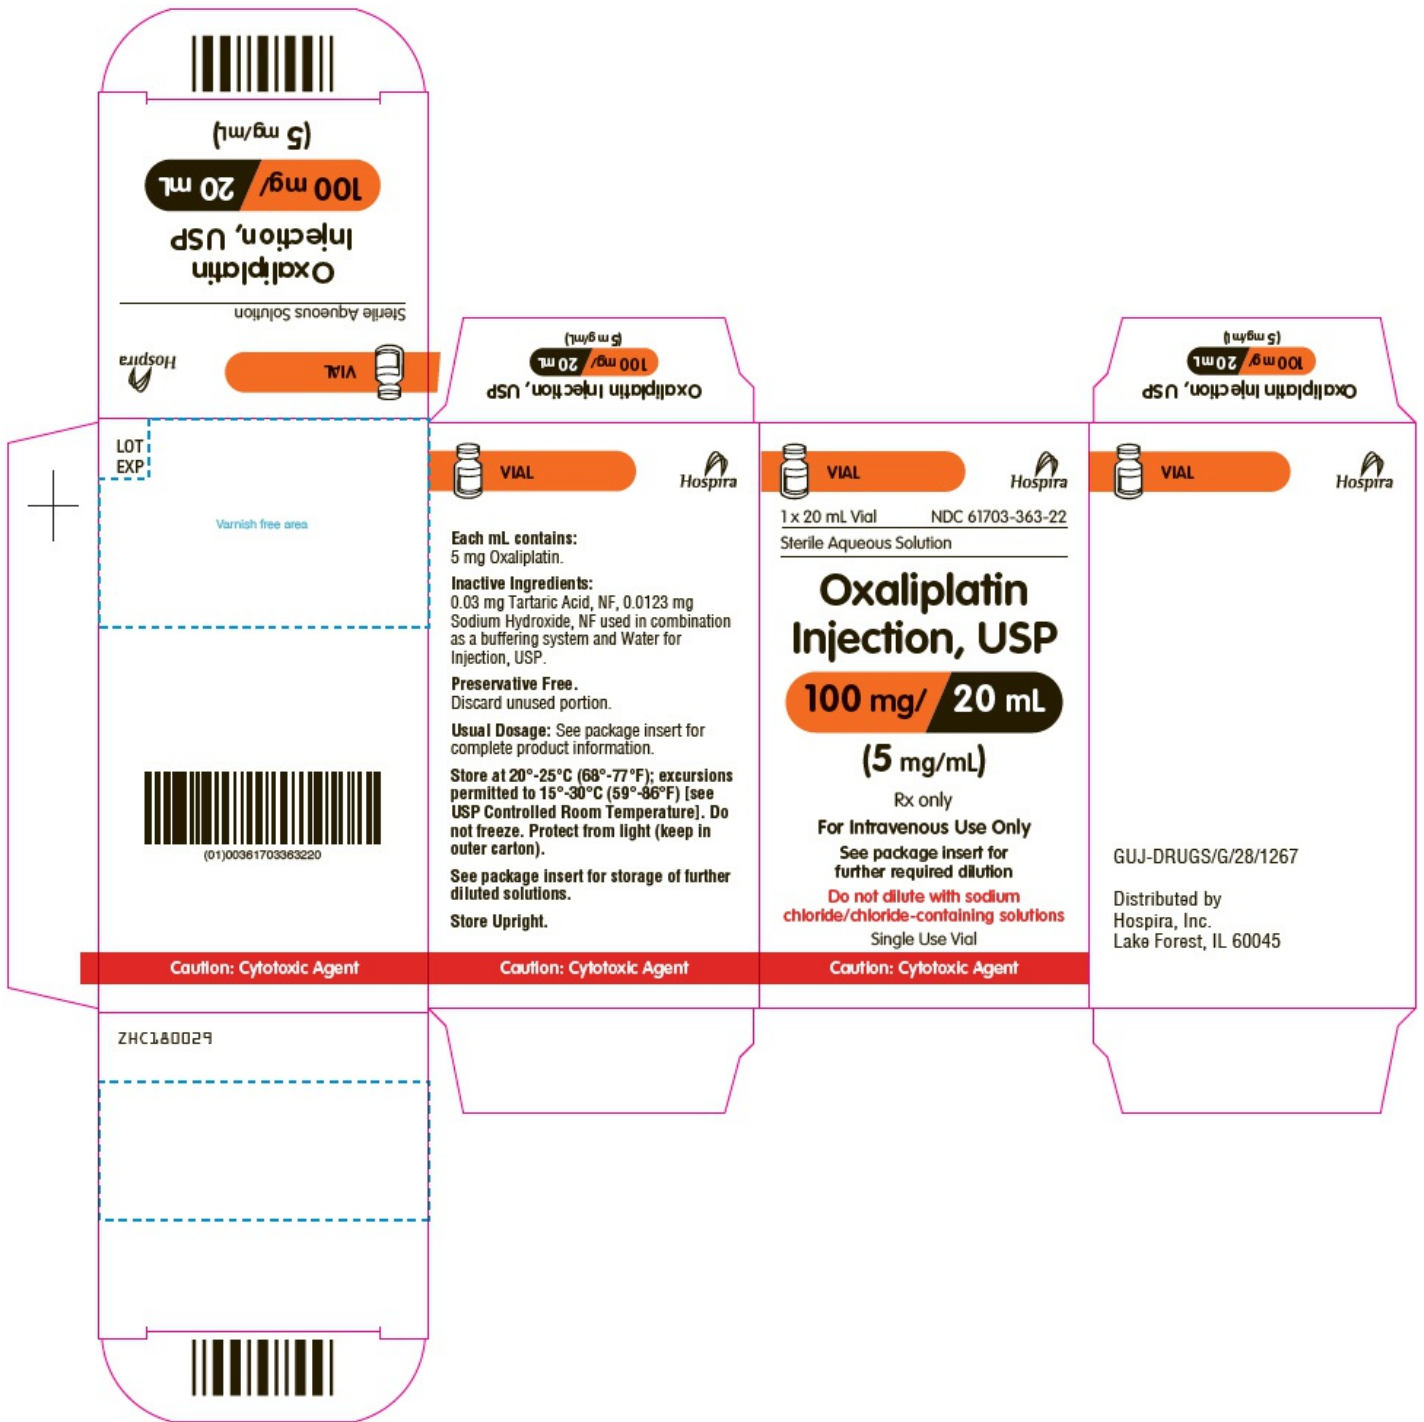 (5 mg/mL)
100 mg/ 20 mL
Oxaliplatin
Injection, USP
Sterile Aqueous Solution
VIAL
Hospira
(5 mg/mL)
100 mg/ 20 mL
Oxaliplatin Injection, USP
(5 mg/mL)
100 mg/ 20 mL
Oxaliplatin Injection, USP
LOT
EXP
Varnish free area
(01)00361703363220
Caution: Cytotoxic Agent
ZHC180029
VIAL
Hospira
Each mL contains:
5 mg Oxaliplatin.
Inactive Ingredients:
0.03 mg Tartaric Acid, NF, 0.0123 mg
Sodium Hydroxide, NF used in combination
as a buffering system and Water for
Injection, USP.
Preservative Free.
Discard unused portion.
Usual Dosage: See package insert for
complete product information.
Store at 20°-25°C (68°-77°F); excursions
permitted to 15°-30°C (59°-86°F) [see
USP Controlled Room Temperature]. Do
not freeze. Protect from light (keep in
outer carton).
See package insert for storage of further
diluted solutions.
Store Upright.
Caution: Cytotoxic Agent
VIAL
Hospira
1 x 20 mL Vial NDC 61703-363-22
Sterile Aqueous Solution
Oxaliplatin
Injection, USP
100 mg/ 20 mL
(5 mg/mL)
Rx only
For Intravenous Use Only
See package insert for
further required dilution
Do not dilute with sodium
chloride/chloride-containing solutions
Single Use Vial
Caution: Cytotoxic Agent
VIAL
Hospira
GUJ-DRUGS/G/28/1267
Distributed by
Hospira, Inc.
Lake Forest, IL 60045